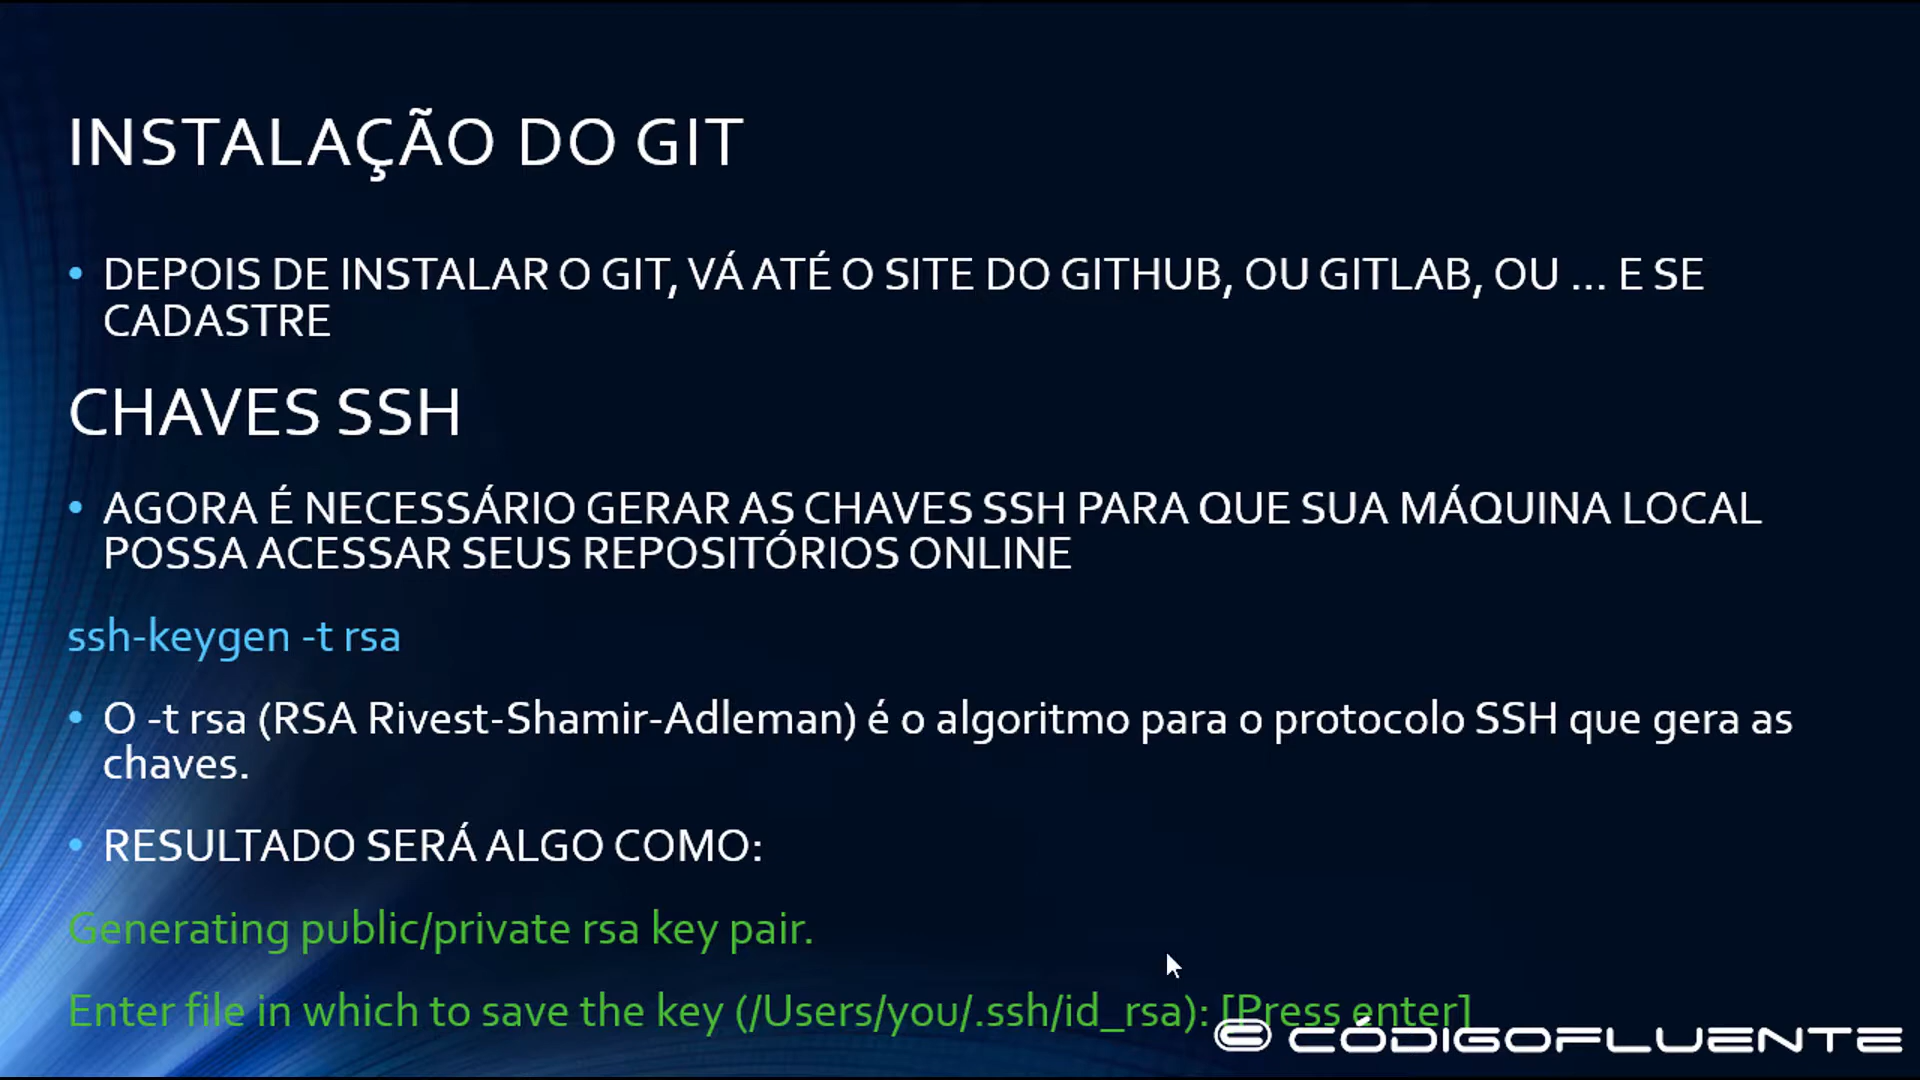 INSTALAÇÃO DO GIT
• DEPOIS DE INSTALAR O GIT, VÁ ATÉ O SITE DO GITHUB, OU GITLAB, OU ... E SE
CADASTRE
CHAVES SSH
• AGORA É NECESSÁRIO GERAR AS CHAVES SSH PARA QUE SUA MÁQUINA LOCAL
POSSA ACESSAR SEUS REPOSITÓRIOS ONLINE
ssh-keygen -t rsa
• O -t rsa (RSA Rivest-Shamir-Adleman) é o algoritmo para o protocolo SSH que gera as
chaves.
• RESULTADO SERÁ ALGO COMO:
Generating public/private rsa key pair.
Enter file in which to save the key (/Users/you/.ssh/id_rsa): [Press enter]
CÓDIGOFLUENTE